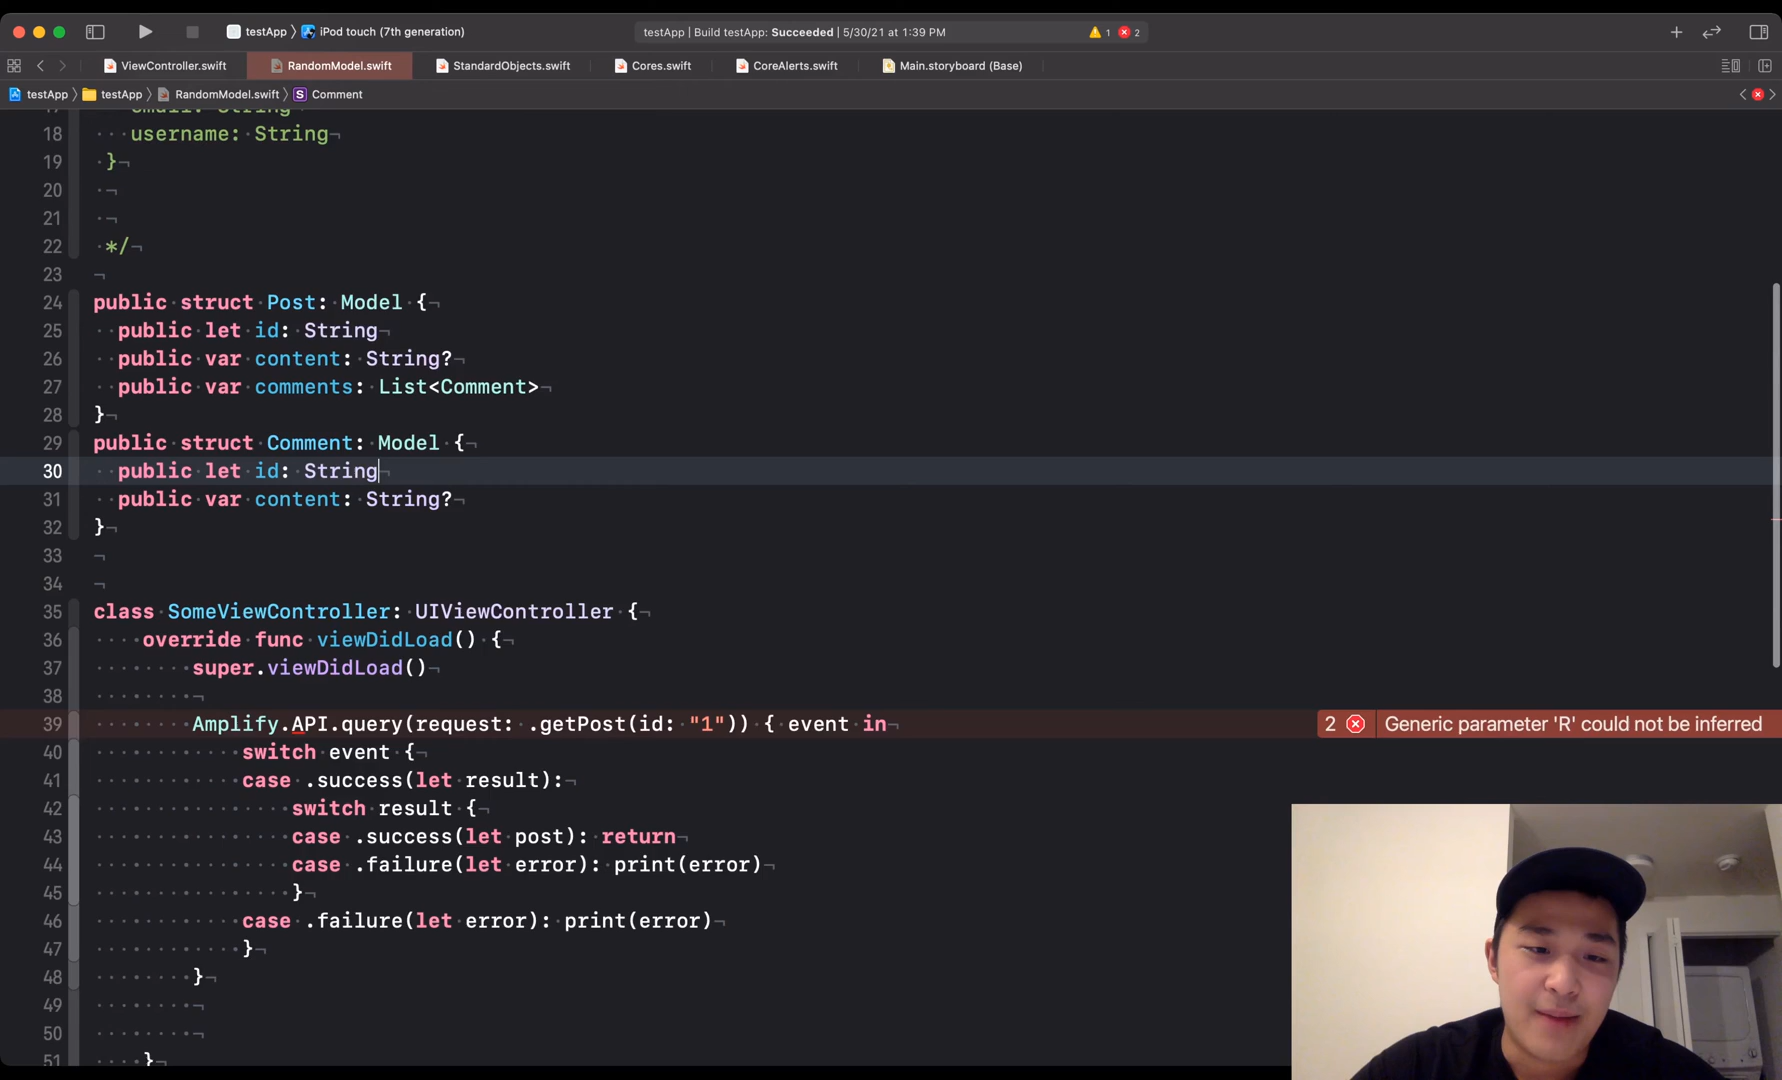 testApp 〉 iPod touch (7th generation)
testApp | Build testApp: Succeeded | 5/30/21 at 1:39 PM 1 2
ViewController.swift RandomModel.swift StandardObjects.swift Cores.swift CoreAlerts.swift Main.storyboard (Base)
testApp 〉 testApp 〉 RandomModel.swift 〉 S Comment
18 username: String
19 }
20
21
22 */
23
24 public struct Post: Model {
25 public let id: String
26 public var content: String?
27 public var comments: List<Comment>
28 }
29 public struct Comment: Model {
30 public let id: String
31 public var content: String?
32 }
33
34
35 class SomeViewController: UIViewController {
36 override func viewDidLoad() {
37 super.viewDidLoad()
38
39 Amplify.API.query(request: .getPost(id: "1")) { event in 2 Generic parameter 'R' could not be inferred
40 switch event {
41 case .success(let result):
42 switch result {
43 case .success(let post): return
44 case .failure(let error): print(error)
45 }
46 case .failure(let error): print(error)
47 }
48 }
49
50
51 }